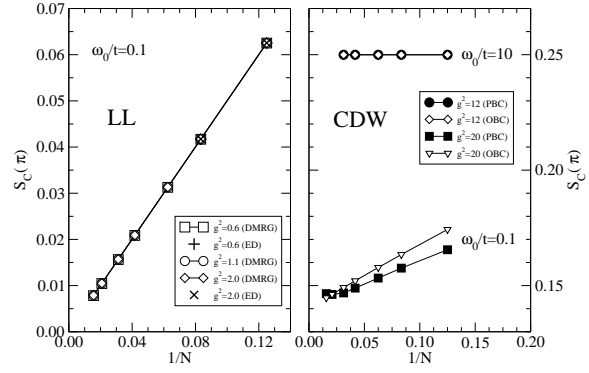 0.07
0.06
0.05
0.04
0.03
0.02
0.01
0.00
S_C(π)
ω₀/t=0.1
LL
g²=0.6 (DMRG)
g²=0.6 (ED)
g²=1.1 (DMRG)
g²=2.0 (DMRG)
g²=2.0 (ED)
0.00 0.04 0.08 0.12
1/N
ω₀/t=10
CDW
g²=12 (PBC)
g²=12 (OBC)
g²=20 (PBC)
g²=20 (OBC)
ω₀/t=0.1
0.25
0.20
0.15
S_C(π)
0.00 0.05 0.10 0.15 0.20
1/N